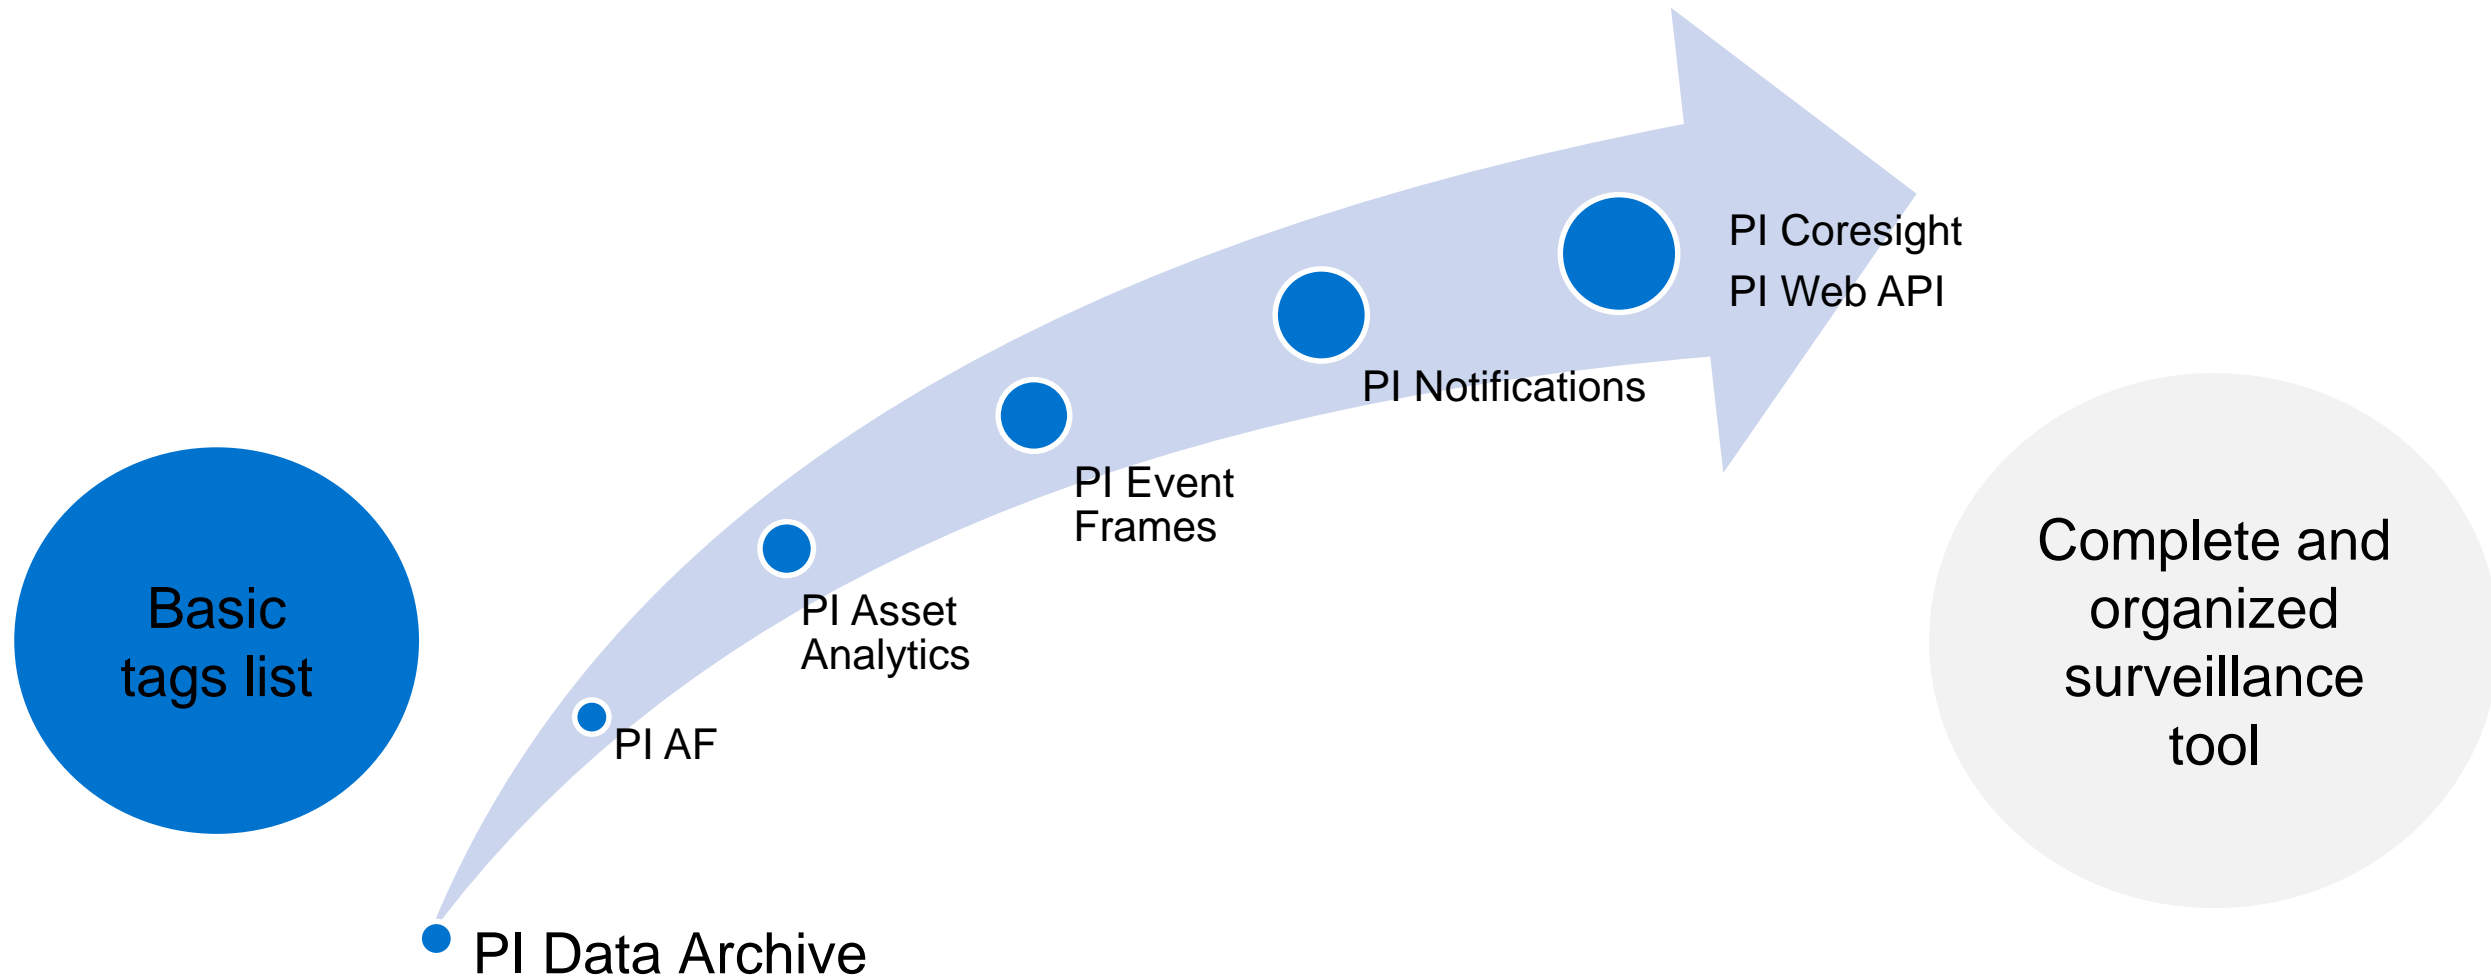 Basic
tags list
PI Data Archive
PI AF
PI Asset
Analytics
PI Event
Frames
PI Notifications
PI Coresight
PI Web API
Complete and
organized
surveillance
tool